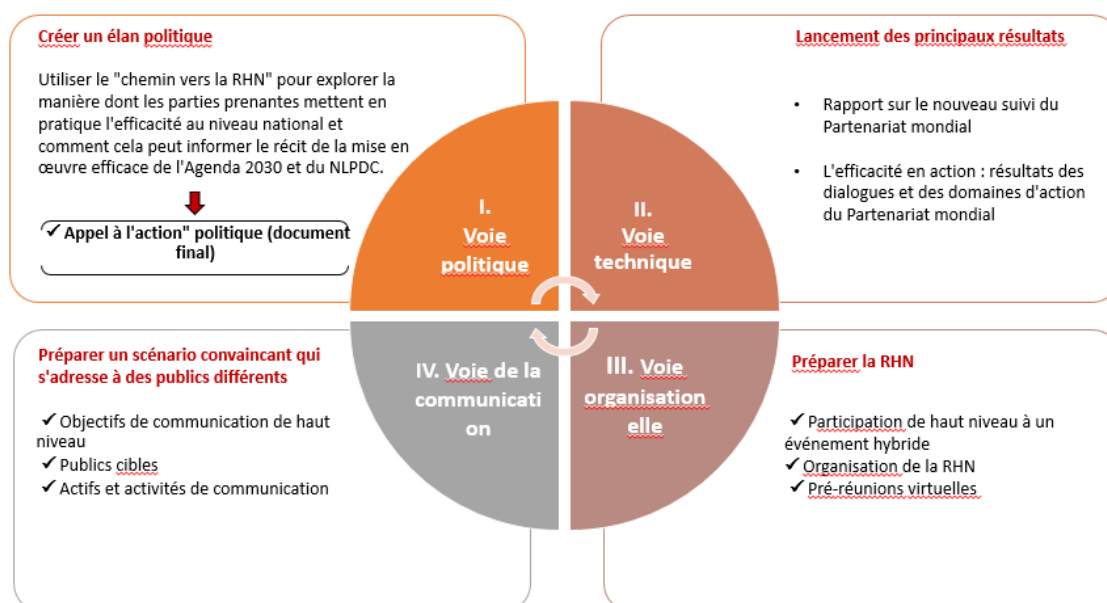 Créer un élan politique
Utiliser le "chemin vers la RHN" pour explorer la
manière dont les parties prenantes mettent en
pratique l'efficacité au niveau national et
comment cela peut informer le récit de la mise en
œuvre efficace de l'Agenda 2030 et du NLPDC.
✓ Appel à l'action" politique (document
final)
Lancement des principaux résultats
• Rapport sur le nouveau suivi du
Partenariat mondial
• L'efficacité en action : résultats des
dialogues et des domaines d'action
du Partenariat mondial
I.
Voie
politique
II.
Voie
technique
IV. Voie de la
communicati
on
III. Voie
organisation
elle
Préparer un scénario convaincant qui
s'adresse à des publics différents
✓ Objectifs de communication de haut
niveau
✓ Publics cibles
✓ Actifs et activités de communication
Préparer la RHN
✓ Participation de haut niveau à un
événement hybride
✓ Organisation de la RHN
✓ Pré-réunions virtuelles